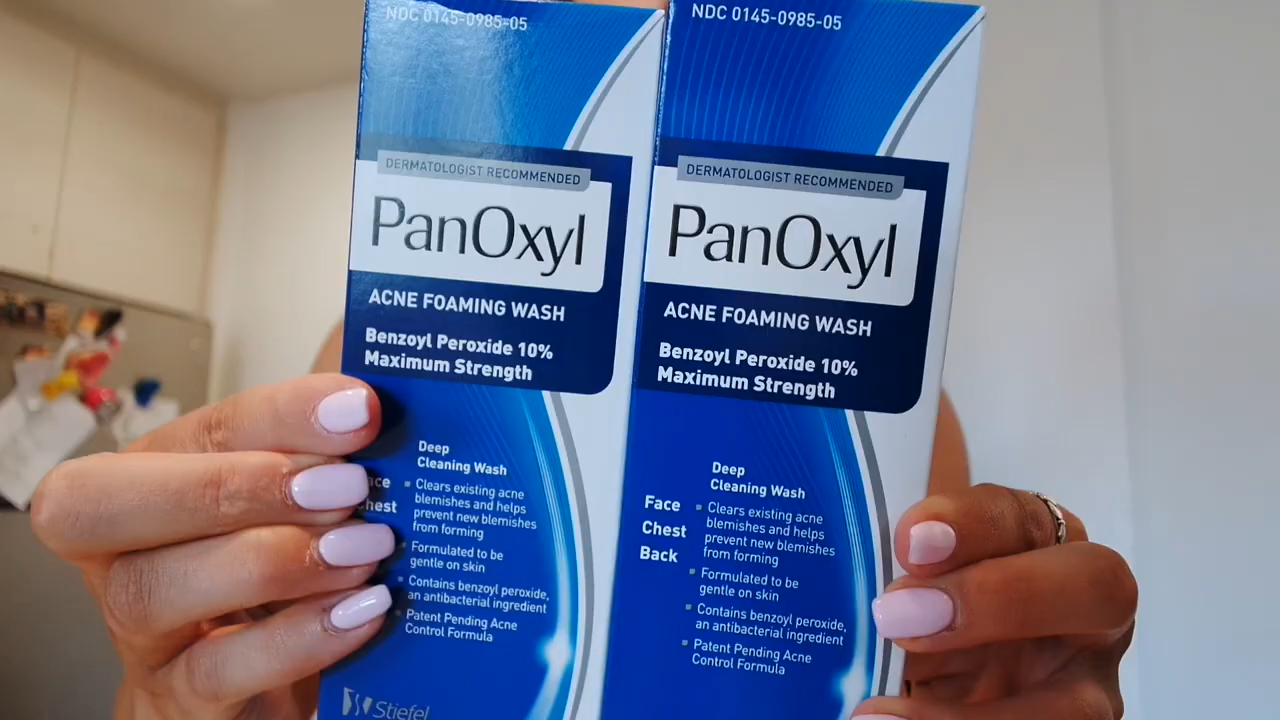 NDC 0145-0985-05
DERMATOLOGIST RECOMMENDED
PanOxyl
ACNE FOAMING WASH
Benzoyl Peroxide 10%
Maximum Strength
Deep
Cleaning Wash
ace
hest
Clears existing acne
blemishes and helps
prevent new blemishes
from forming
Formulated to be
gentle on skin
Contains benzoyl peroxide,
an antibacterial ingredient
Patent Pending Acne
Control Formula
Stiefel
NDC 0145-0985-05
DERMATOLOGIST RECOMMENDED
PanOxyl
ACNE FOAMING WASH
Benzoyl Peroxide 10%
Maximum Strength
Deep
Cleaning Wash
Face
Chest
Back
Clears existing acne
blemishes and helps
prevent new blemishes
from forming
Formulated to be
gentle on skin
Contains benzoyl peroxide,
an antibacterial ingredient
Patent Pending Acne
Control Formula